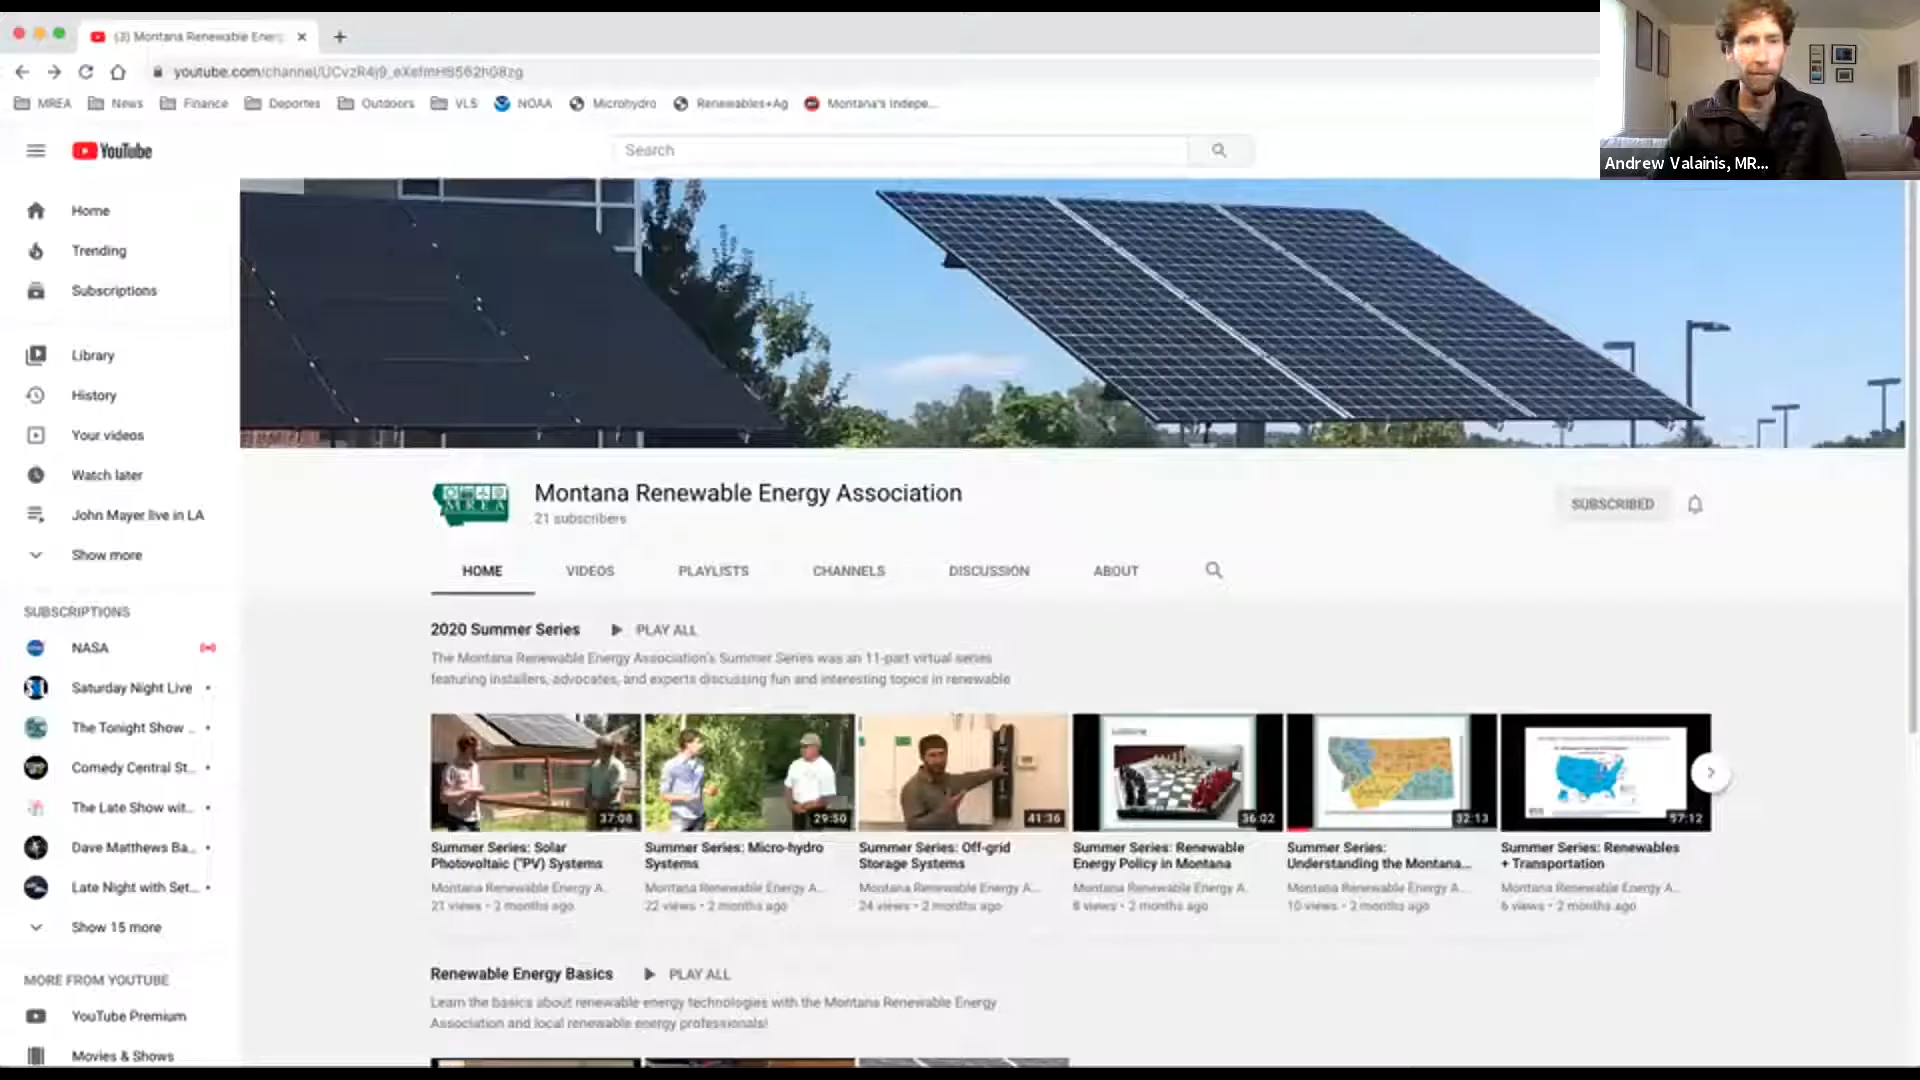 (3) Montana Renewable Energ
youtube.com/channel/UCvzR4j9_eXefmHB562h08zg
MREA News Finance Deportes Outdoors VLS NOAA Microhydro Renewables+Ag Montana's Indepe...
Andrew Valainis, MR...
YouTube
Search
Home
Trending
Subscriptions
Library
History
Your videos
Watch later
John Mayer live in LA
Show more
SUBSCRIPTIONS
NASA
Saturday Night Live
The Tonight Show ...
Comedy Central St...
The Late Show wit...
Dave Matthews Ba...
Late Night with Set...
Show 15 more
MORE FROM YOUTUBE
YouTube Premium
Movies & Shows
MREA
Montana Renewable Energy Association
21 subscribers
SUBSCRIBED
HOME VIDEOS PLAYLISTS CHANNELS DISCUSSION ABOUT
2020 Summer Series PLAY ALL
The Montana Renewable Energy Association's Summer Series was an 11-part virtual series
featuring installers, advocates, and experts discussing fun and interesting topics in renewable
37:08
29:50
41:36
36:02
32:13
57:12
Summer Series: Solar
Photovoltaic ("PV) Systems
Montana Renewable Energy A...
21 views • 2 months ago
Summer Series: Micro-hydro
Systems
Montana Renewable Energy A...
22 views • 2 months ago
Summer Series: Off-grid
Storage Systems
Montana Renewable Energy A...
24 views • 2 months ago
Summer Series: Renewable
Energy Policy in Montana
Montana Renewable Energy A...
8 views • 2 months ago
Summer Series:
Understanding the Montana...
Montana Renewable Energy A...
10 views • 2 months ago
Summer Series: Renewables
+ Transportation
Montana Renewable Energy A...
6 views • 2 months ago
Renewable Energy Basics PLAY ALL
Learn the basics about renewable energy technologies with the Montana Renewable Energy
Association and local renewable energy professionals!